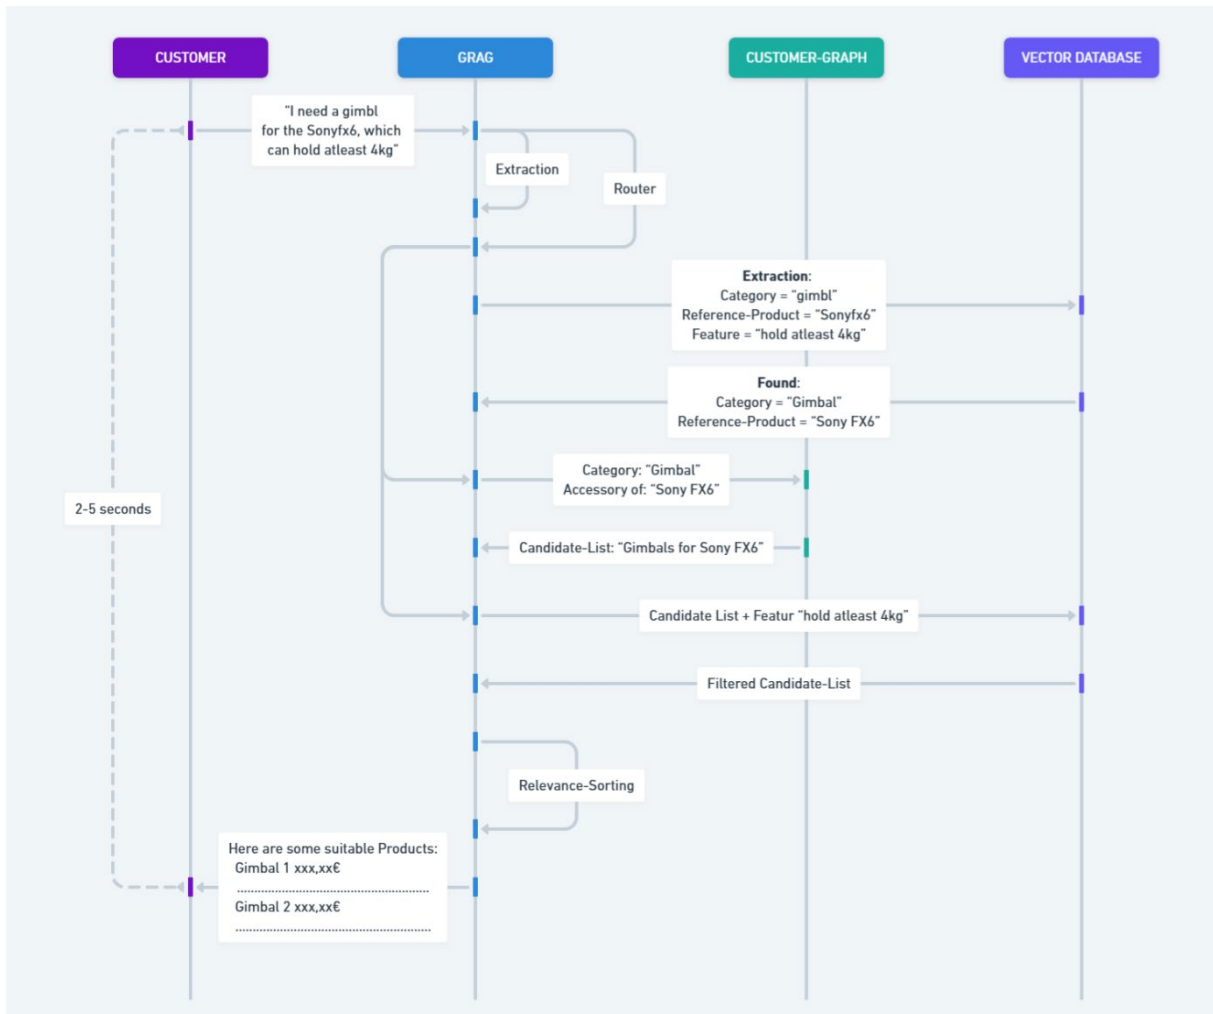 CUSTOMER
GRAG
CUSTOMER-GRAPH
VECTOR DATABASE
“I need a gimbl
for the Sonyfx6, which
can hold atleast 4kg”
Extraction
Router
Extraction:
Category = “gimbl”
Reference-Product = “Sonyfx6”
Feature = “hold atleast 4kg”
Found:
Category = “Gimbal”
Reference-Product = “Sony FX6”
Category: “Gimbal”
Accessory of: “Sony FX6”
2-5 seconds
Candidate-List: “Gimbals for Sony FX6”
Candidate List + Featur “hold atleast 4kg”
Filtered Candidate-List
Relevance-Sorting
Here are some suitable Products:
Gimbal 1 xxx,xx€
........................................................
Gimbal 2 xxx,xx€
.........................................................